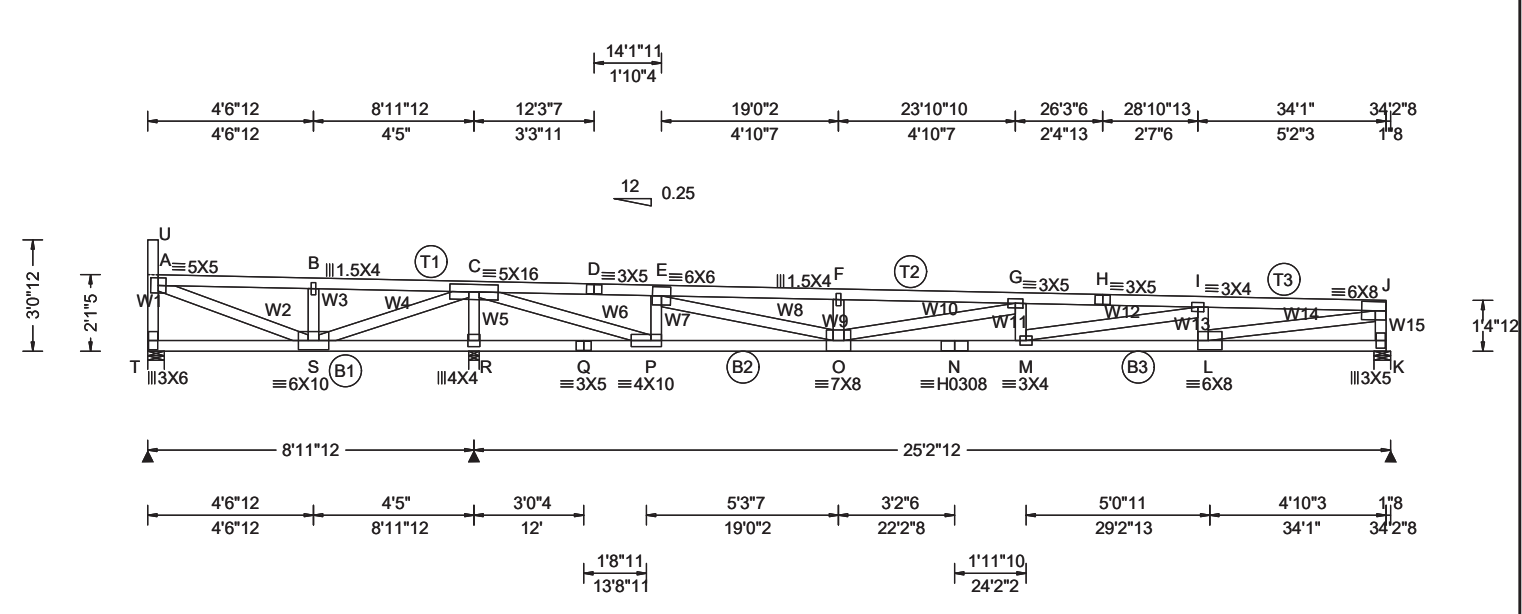 14'1"11
1'10"4
4'6"12 8'11"12 12'3"7 19'0"2 23'10"10 26'3"6 28'10"13 34'1" 34'2"8
4'6"12 4'5" 3'3"11 4'10"7 4'10"7 2'4"13 2'7"6 5'2"3 1"8
12 0.25
U
A ≡5X5 B |||1.5X4 T1 C ≡5X16 D ≡3X5 E ≡6X6 |||1.5X4 F T2 G ≡3X5 H ≡3X5 I ≡3X4 T3 ≡6X8 J
3'0"12 2'1"5 W1 W2 W3 W4 W5 W6 W7 W8 W9 W10 W11 W12 W13 W14 W15 1'4"12
T |||3X6 S ≡6X10 B1 |||4X4 R Q ≡3X5 P ≡4X10 B2 O ≡7X8 N ≡H0308 M ≡3X4 B3 L ≡6X8 |||3X5 K
8'11"12 25'2"12
4'6"12 4'5" 3'0"4 5'3"7 3'2"6 5'0"11 4'10"3 1"8
4'6"12 8'11"12 12' 19'0"2 22'2"8 29'2"13 34'1" 34'2"8
1'8"11 1'11"10
13'8"11 24'2"2